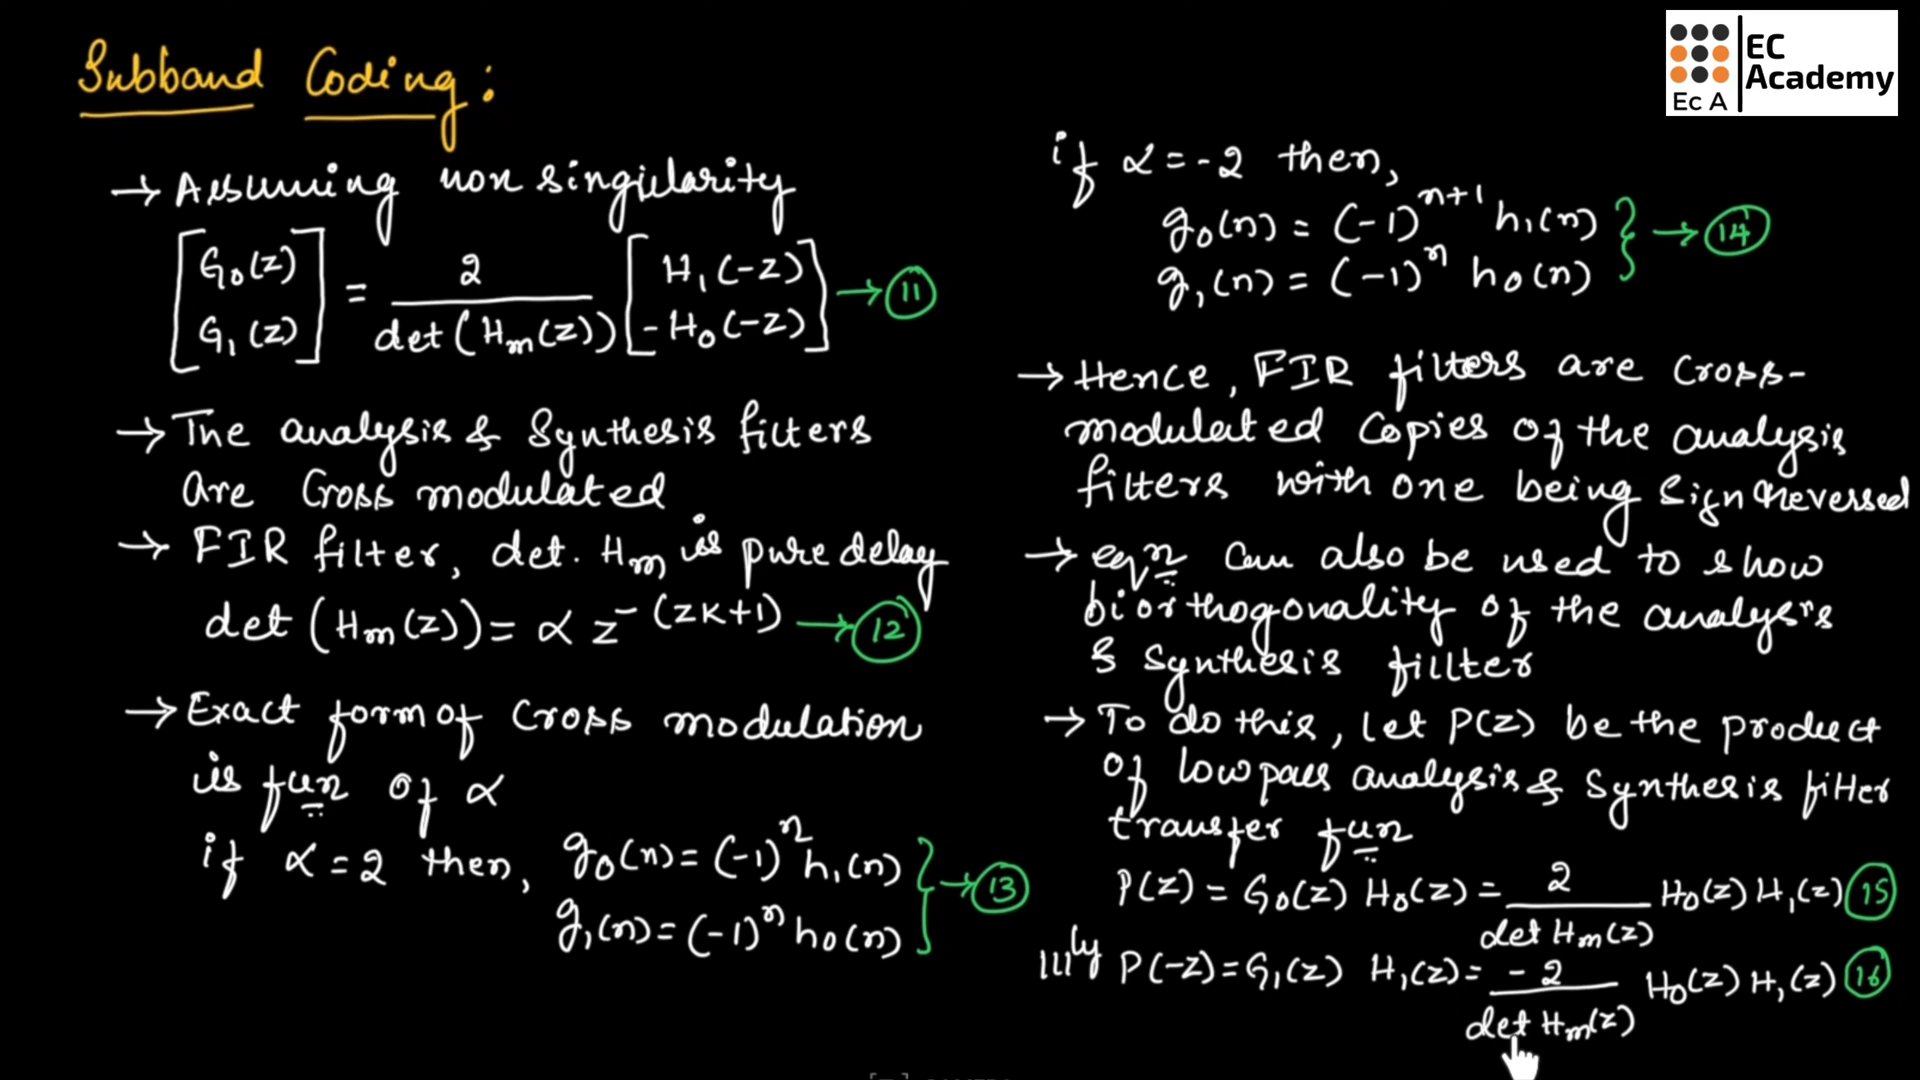 Subband Coding:
→ Assuming non singularity
[G₀(z) G₁(z)] = 2 / det(Hₘ(z)) [H₁(-z) -H₀(-z)] → 11
→ The analysis & Synthesis filters
are Cross modulated
→ FIR filter, det. Hₘ is pure delay
det (Hₘ(z)) = α z^-(2k+1) → 12
→ Exact form of Cross modulation
is fun of α
if α = 2 then, g₀(n) = (-1)^n h₁(n)
g₁(n) = (-1)^n h₀(n) } → 13
if α = -2 then,
g₀(n) = (-1)^n+1 h₁(n)
g₁(n) = (-1)^n h₀(n) } → 14
→ Hence, FIR filters are Cross-
modulated Copies of the analysis
filters with one being sign reversed
→ eqn Can also be used to show
biorthogonality of the analysis
& Synthesis fillter
→ To do this, let P(z) be the product
of lowpass analysis & Synthesis filter
transfer fun
P(z) = G₀(z) H₀(z) = 2 / det Hₘ(z) H₀(z) H₁(z) 15
IIIly P(-z) = G₁(z) H₁(z) = -2 / det Hₘ(z) H₀(z) H₁(z) 16
EC
Academy
Ec A